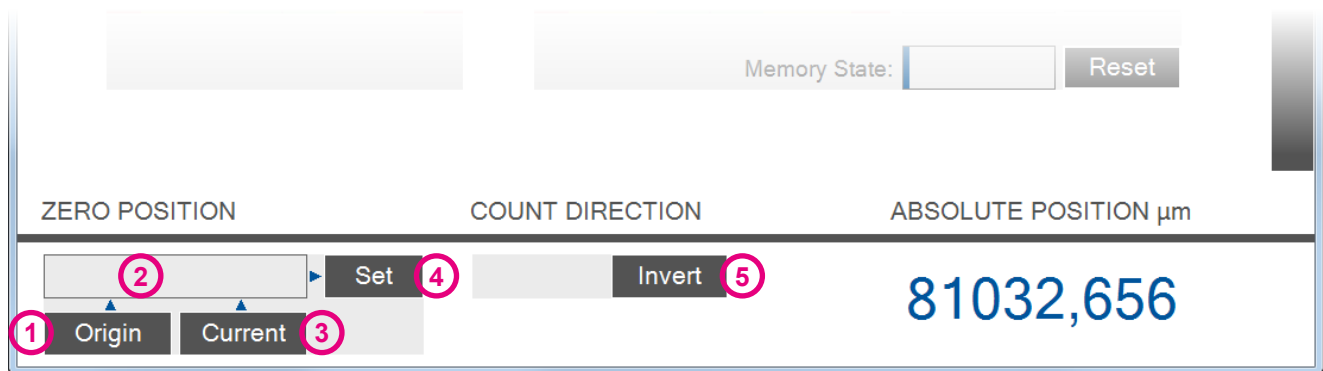 Memory State: Reset
ZERO POSITION COUNT DIRECTION ABSOLUTE POSITION µm
2 Set 4 Invert 5 81032,656
1 Origin Current 3